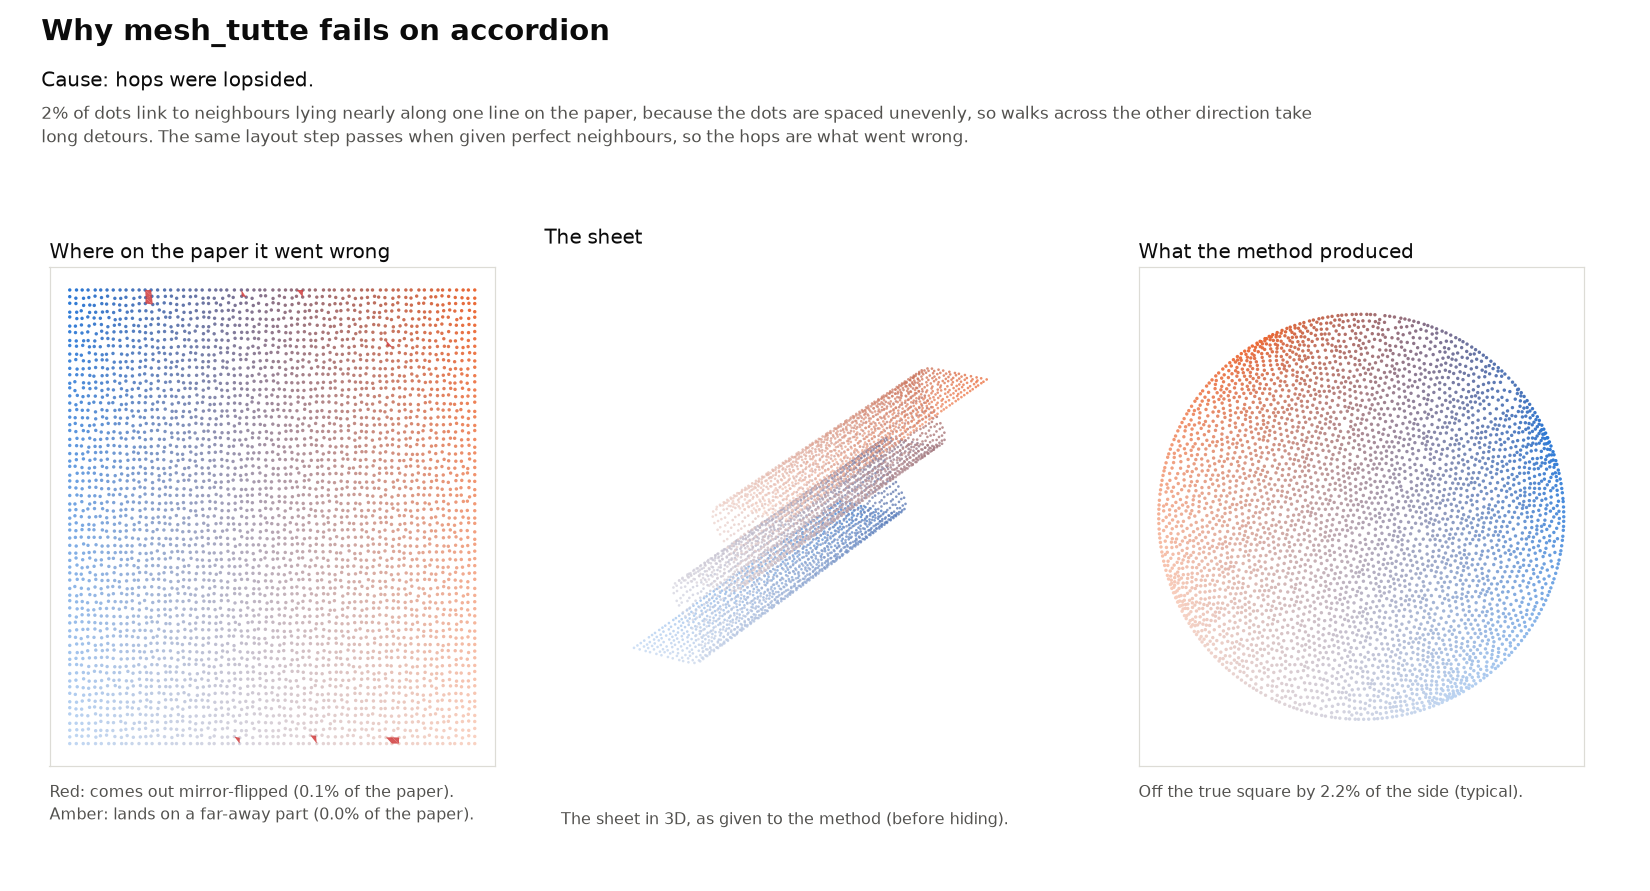 Why mesh_tutte fails on accordion
Cause: hops were lopsided.
2% of dots link to neighbours lying nearly along one line on the paper, because the dots are spaced unevenly, so walks across the other direction take
long detours. The same layout step passes when given perfect neighbours, so the hops are what went wrong.
Where on the paper it went wrong
The sheet
What the method produced
Red: comes out mirror-flipped (0.1% of the paper).
Amber: lands on a far-away part (0.0% of the paper).
The sheet in 3D, as given to the method (before hiding).
Off the true square by 2.2% of the side (typical).